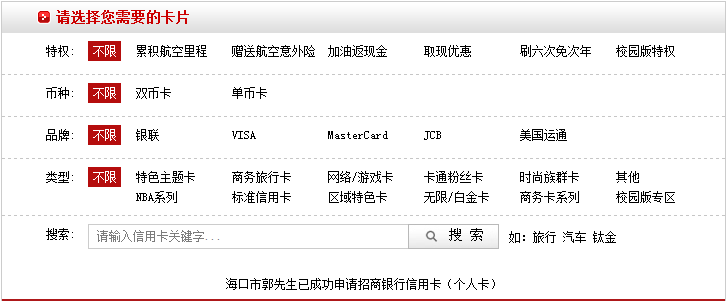 请选择您需要的卡片
特权： 不限 累积航空里程 赠送航空意外险 加油返现金 取现优惠 刷六次免次年 校园版特权
币种： 不限 双币卡 单币卡
品牌： 不限 银联 VISA MasterCard JCB 美国运通
类型： 不限 特色主题卡 商务旅行卡 网络/游戏卡 卡通粉丝卡 时尚族群卡 其他
NBA系列 标准信用卡 区域特色卡 无限/白金卡 商务卡系列 校园版专区
搜索： 请输入信用卡关键字... 搜 索 如：旅行 汽车 钛金
海口市郭先生已成功申请招商银行信用卡（个人卡）